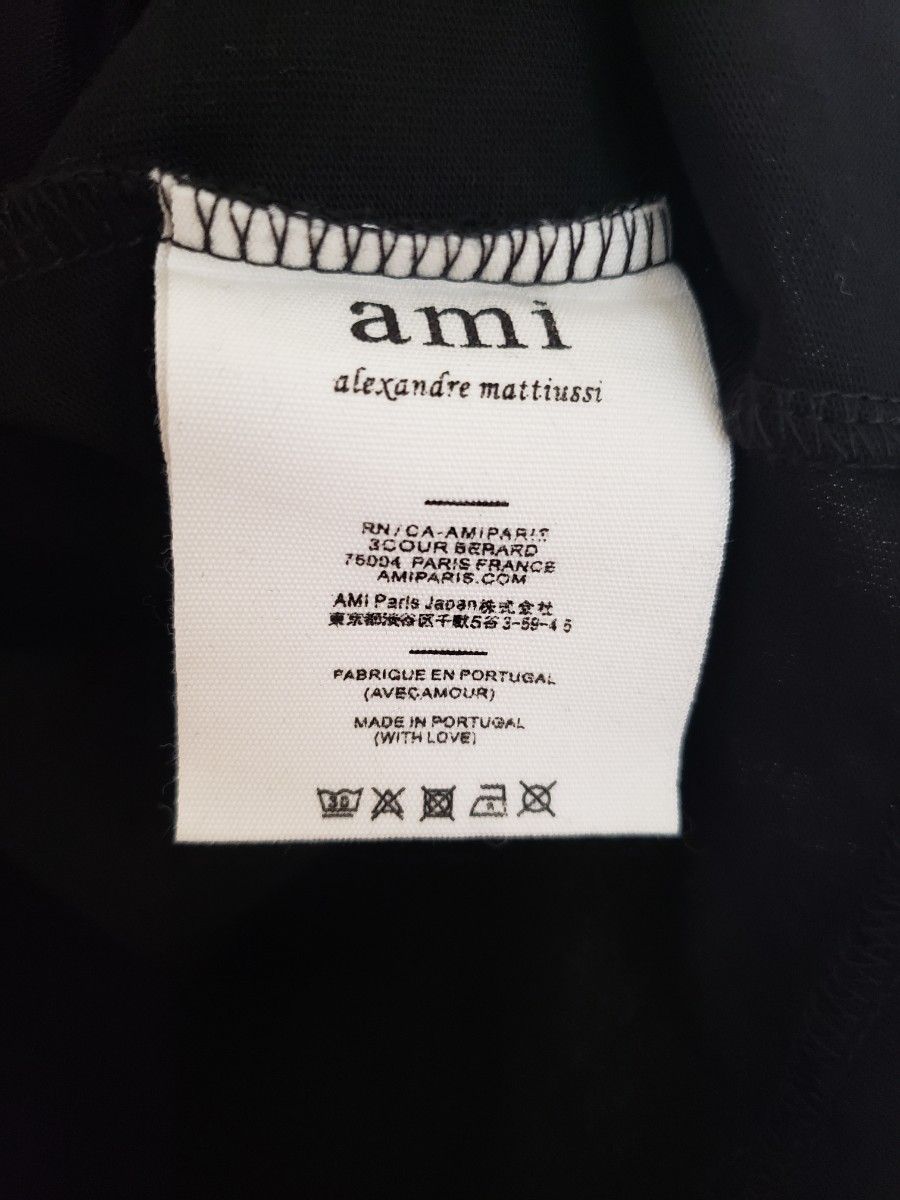 ami
alexandre mattiussi
RN/CA-AMIPARIS
3COUR BERARD
75004 PARIS FRANCE
AMIPARIS.COM
AMI Paris Japan株式会社
東京都渋谷区千駄5谷3-59-45
FABRIQUE EN PORTUGAL
(AVECAMOUR)
MADE IN PORTUGAL
(WITH LOVE)
30